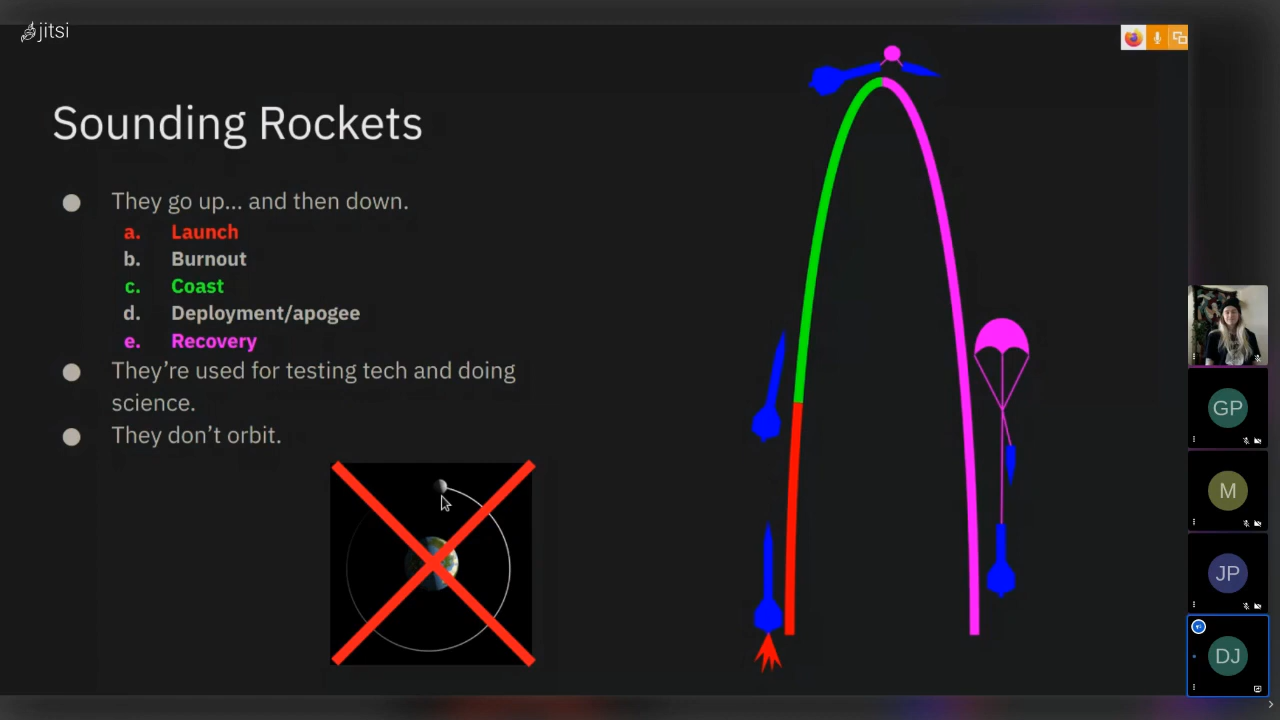 jitsi
Sounding Rockets
● They go up... and then down.
a. Launch
b. Burnout
c. Coast
d. Deployment/apogee
e. Recovery
● They’re used for testing tech and doing
science.
● They don’t orbit.
GP
M
JP
DJ